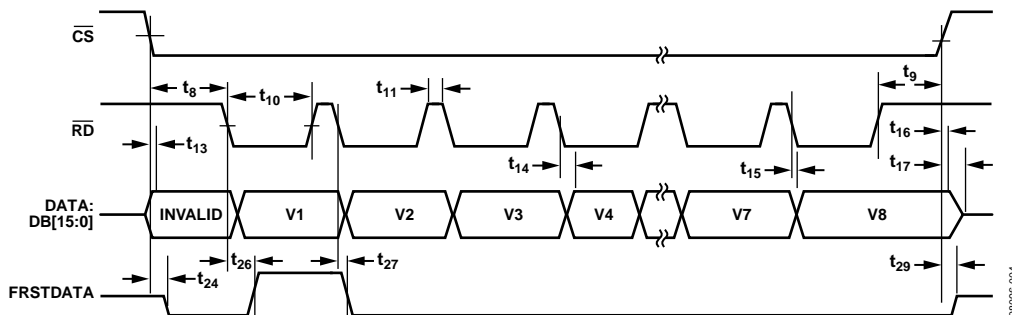 CS
t9
t8
t10
t11
RD
t13
t16
t17
t14
t15
DATA:
DB[15:0]
INVALID
V1
V2
V3
V4
V7
V8
t24
t26
t27
t29
FRSTDATA